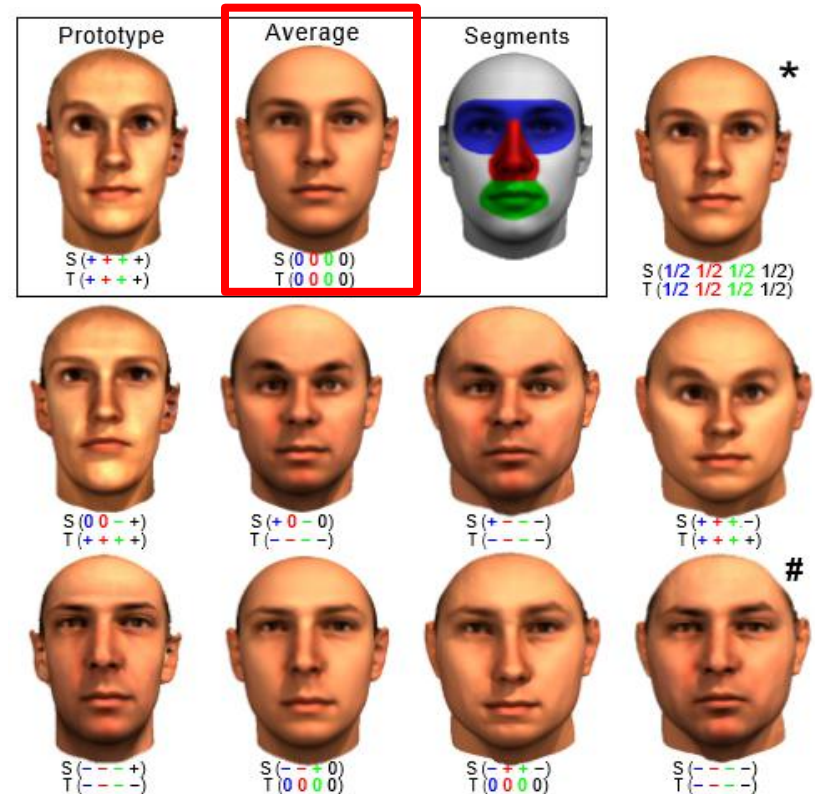 Prototype
Average
Segments
*
S (+ + + +)
T (+ + + +)
S (0 0 0 0)
T (0 0 0 0)
S (1/2 1/2 1/2 1/2)
T (1/2 1/2 1/2 1/2)
S (0 0 – +)
T (+ + + +)
S (+ 0 – 0)
T (– – – –)
S (+ – – –)
T (– – – –)
S (+ + + –)
T (+ + + +)
#
S (– – – +)
T (– – – –)
S (– – + 0)
T (0 0 0 0)
S (– + + –)
T (0 0 0 0)
S (– – – –)
T (– – – –)